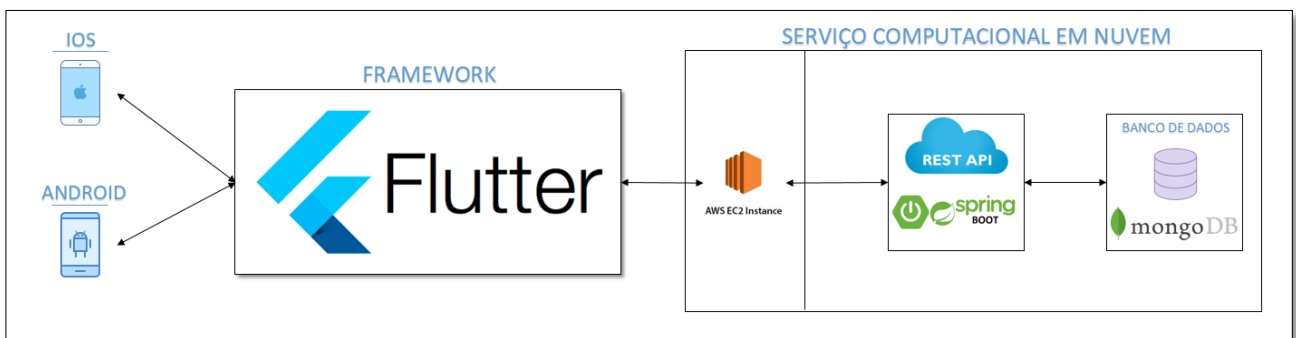 IOS
ANDROID
FRAMEWORK
Flutter
SERVIÇO COMPUTACIONAL EM NUVEM
AWS EC2 Instance
REST API
spring
BOOT
BANCO DE DADOS
mongoDB